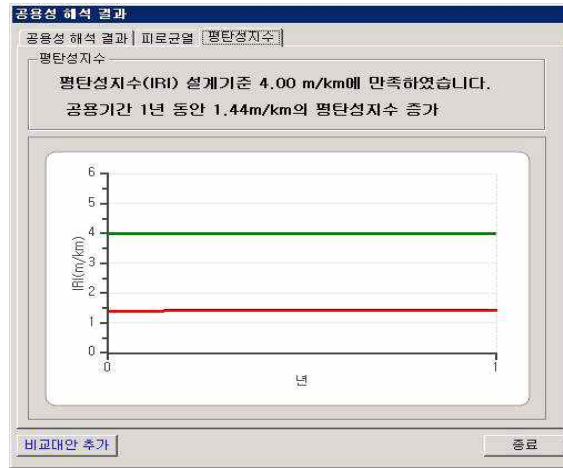 공용성 해석 결과
공용성 해석 결과 피로균열 평탄성지수
평탄성지수
평탄성지수(IRI) 설계기준 4.00 m/km에 만족하였습니다.
공용기간 1년 동안 1.44m/km의 평탄성지수 증가
6
5
4
3
2
1
0
IRI(m/km)
0
1
년
비교대안 추가
종료